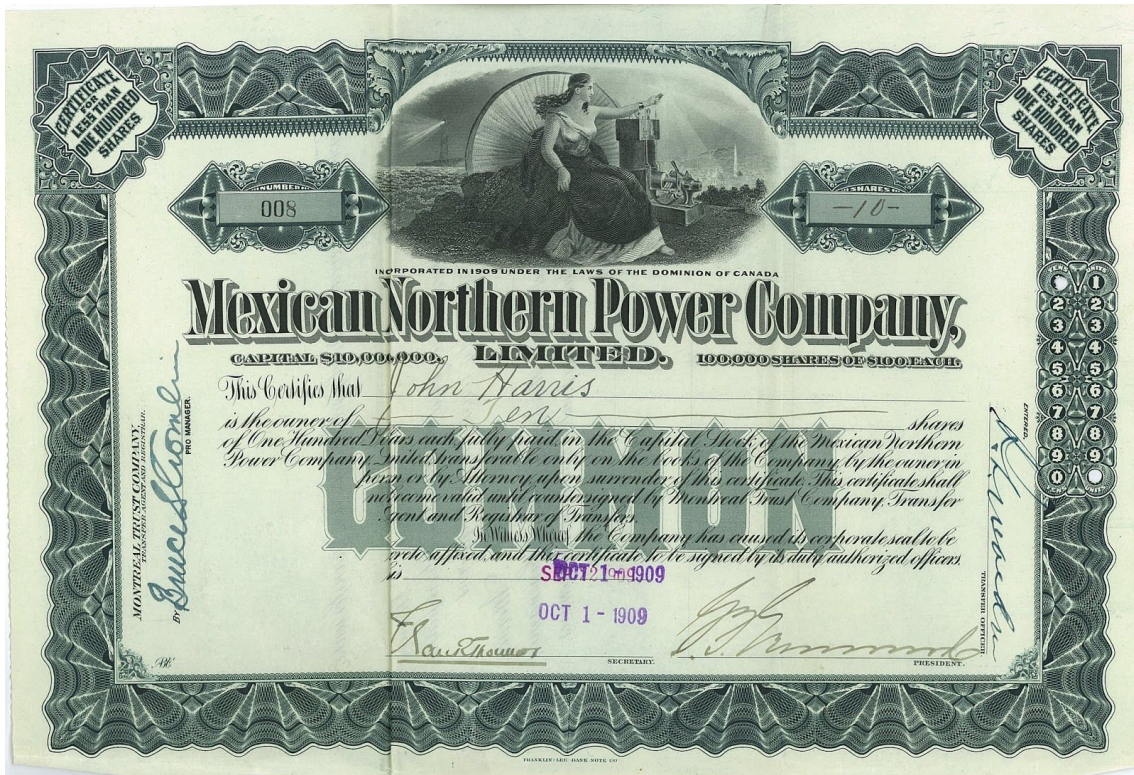 CERTIFICATE
FOR
LESS THAN
ONE HUNDRED
SHARES
CERTIFICATE
FOR
LESS THAN
ONE HUNDRED
SHARES
NUMBER
008
SHARES
-10-
INCORPORATED IN 1909 UNDER THE LAWS OF THE DOMINION OF CANADA
Mexican Northern Power Company,
LIMITED.
CAPITAL $10,000,000. 100,000 SHARES OF $100 EACH.
This Certifies that John Harris
is the owner of Ten shares
of One Hundred Dollars each, fully paid, in the Capital Stock of the Mexican Northern
Power Company Limited, transferable only on the books of the Company, by the owner in
person or by Attorney, upon surrender of this certificate. This certificate shall
not become valid until countersigned by Montreal Trust Company, Transfer
Agent and Registrar of Transfers.
In Witness Whereof, the Company has caused its corporate seal to be
affixed, and this certificate to be signed by its duly authorized officers
COMMON
OCT 1 - 1909
OCT 1 - 1909
SECRETARY.
PRESIDENT.
MONTREAL TRUST COMPANY,
TRANSFER AGENT AND REGISTRAR.
BY
PRO MANAGER.
ENTERED,
TRANSFER OFFICER
TENS UNITS
1 1
2 2
3 3
4 4
5 5
6 6
7 7
8 8
9 9
0 0
FRANKLIN-LEE BANK NOTE CO